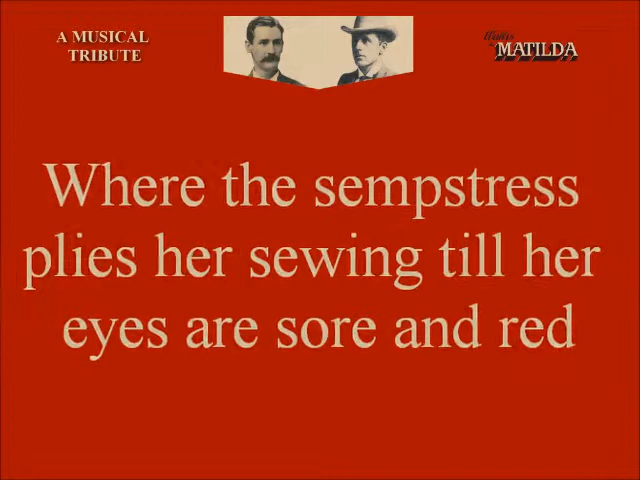 A MUSICAL
TRIBUTE
MATILDA
Where the sempstress
plies her sewing till her
eyes are sore and red